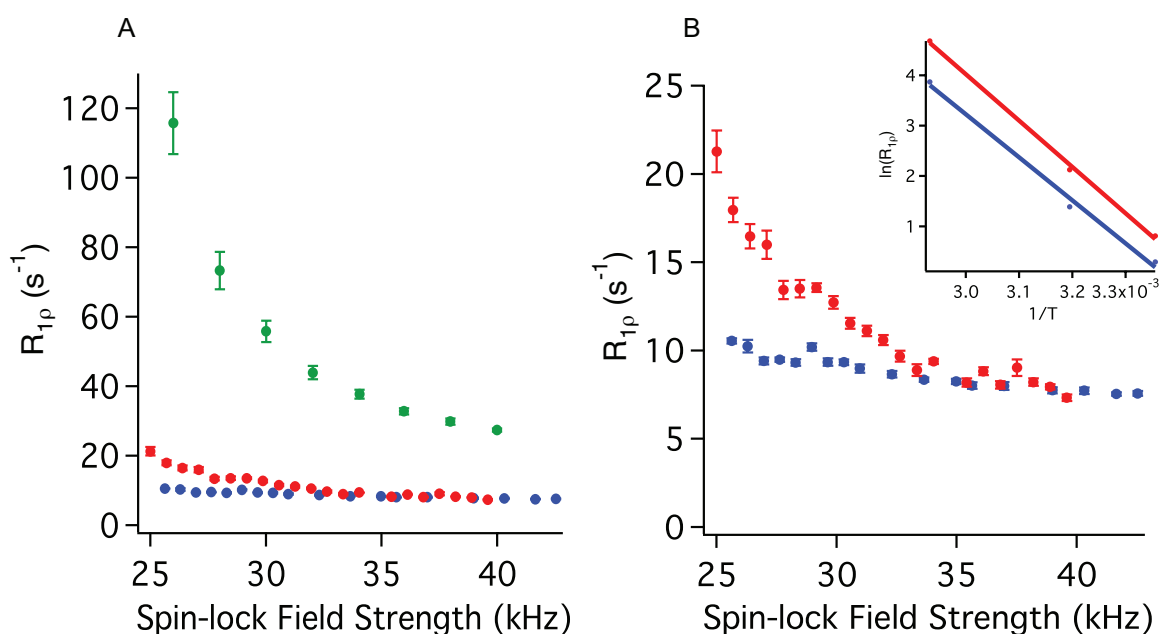 A
120
100
80
60
40
20
0
R1ρ (s-1)
25 30 35 40
Spin-lock Field Strength (kHz)
B
25
20
15
10
5
0
R1ρ (s-1)
25 30 35 40
Spin-lock Field Strength (kHz)
4
3
2
1
ln(R1ρ)
3.0 3.1 3.2 3.3x10-3
1/T